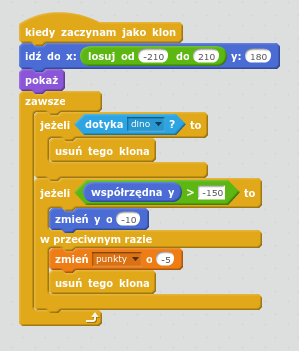 kiedy zaczynam jako klon
idź do x: losuj od -210 do 210 y: 180
pokaż
zawsze
jeżeli dotyka dino ? to
usuń tego klona
jeżeli współrzędna y > -150 to
zmień y o -10
w przeciwnym razie
zmień punkty o -5
usuń tego klona